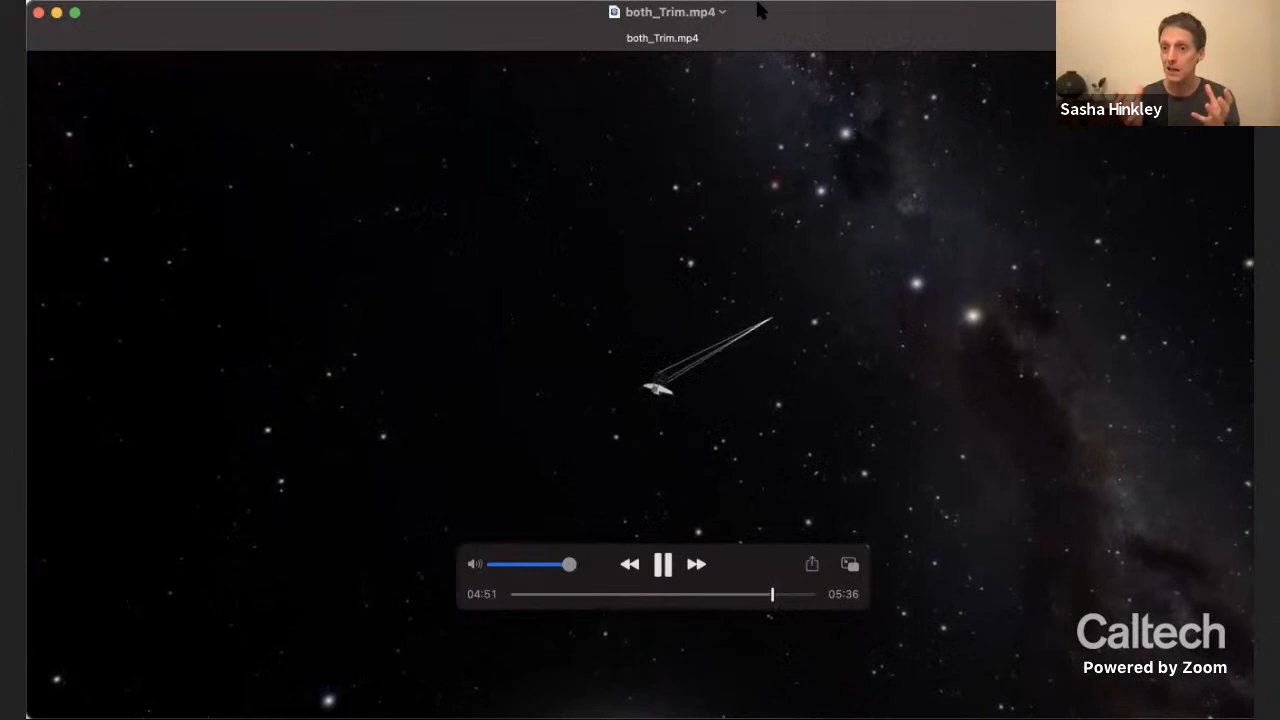 both_Trim.mp4
both_Trim.mp4
Sasha Hinkley
04:51
05:36
Caltech
Powered by Zoom